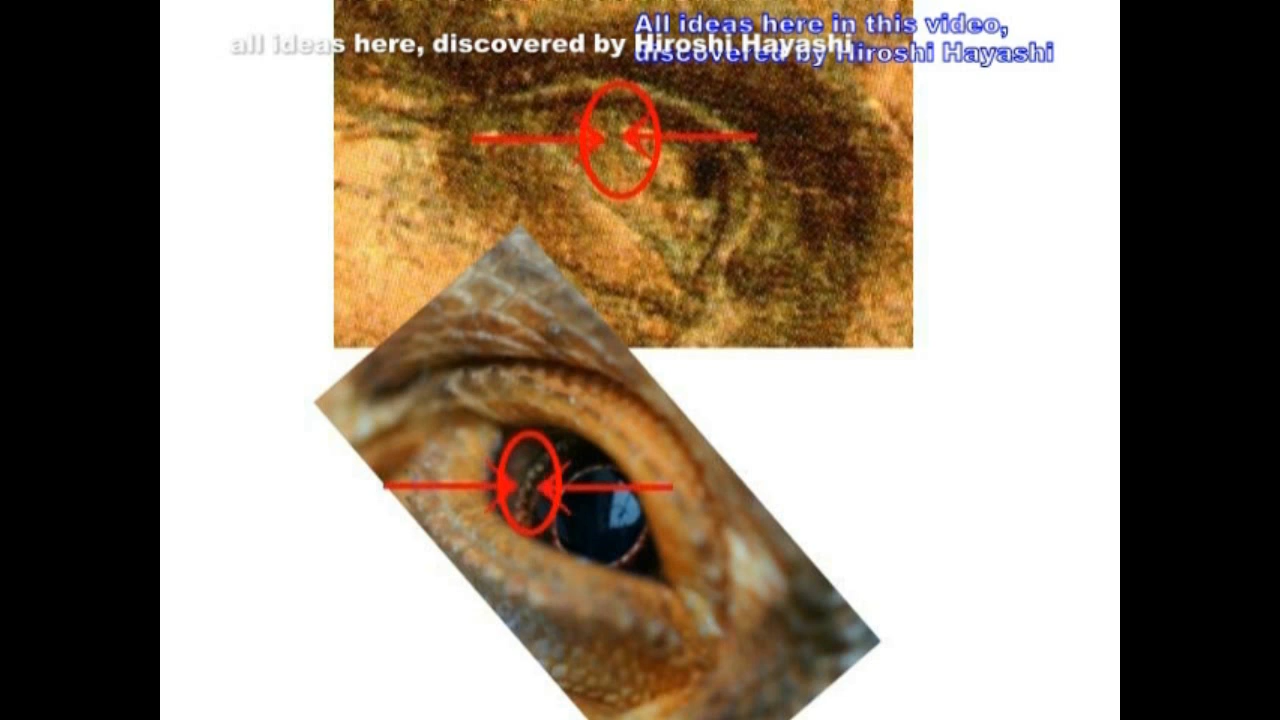 All ideas here in this video,
all ideas here, discovered by Hiroshi Hayashi
discovered by Hiroshi Hayashi